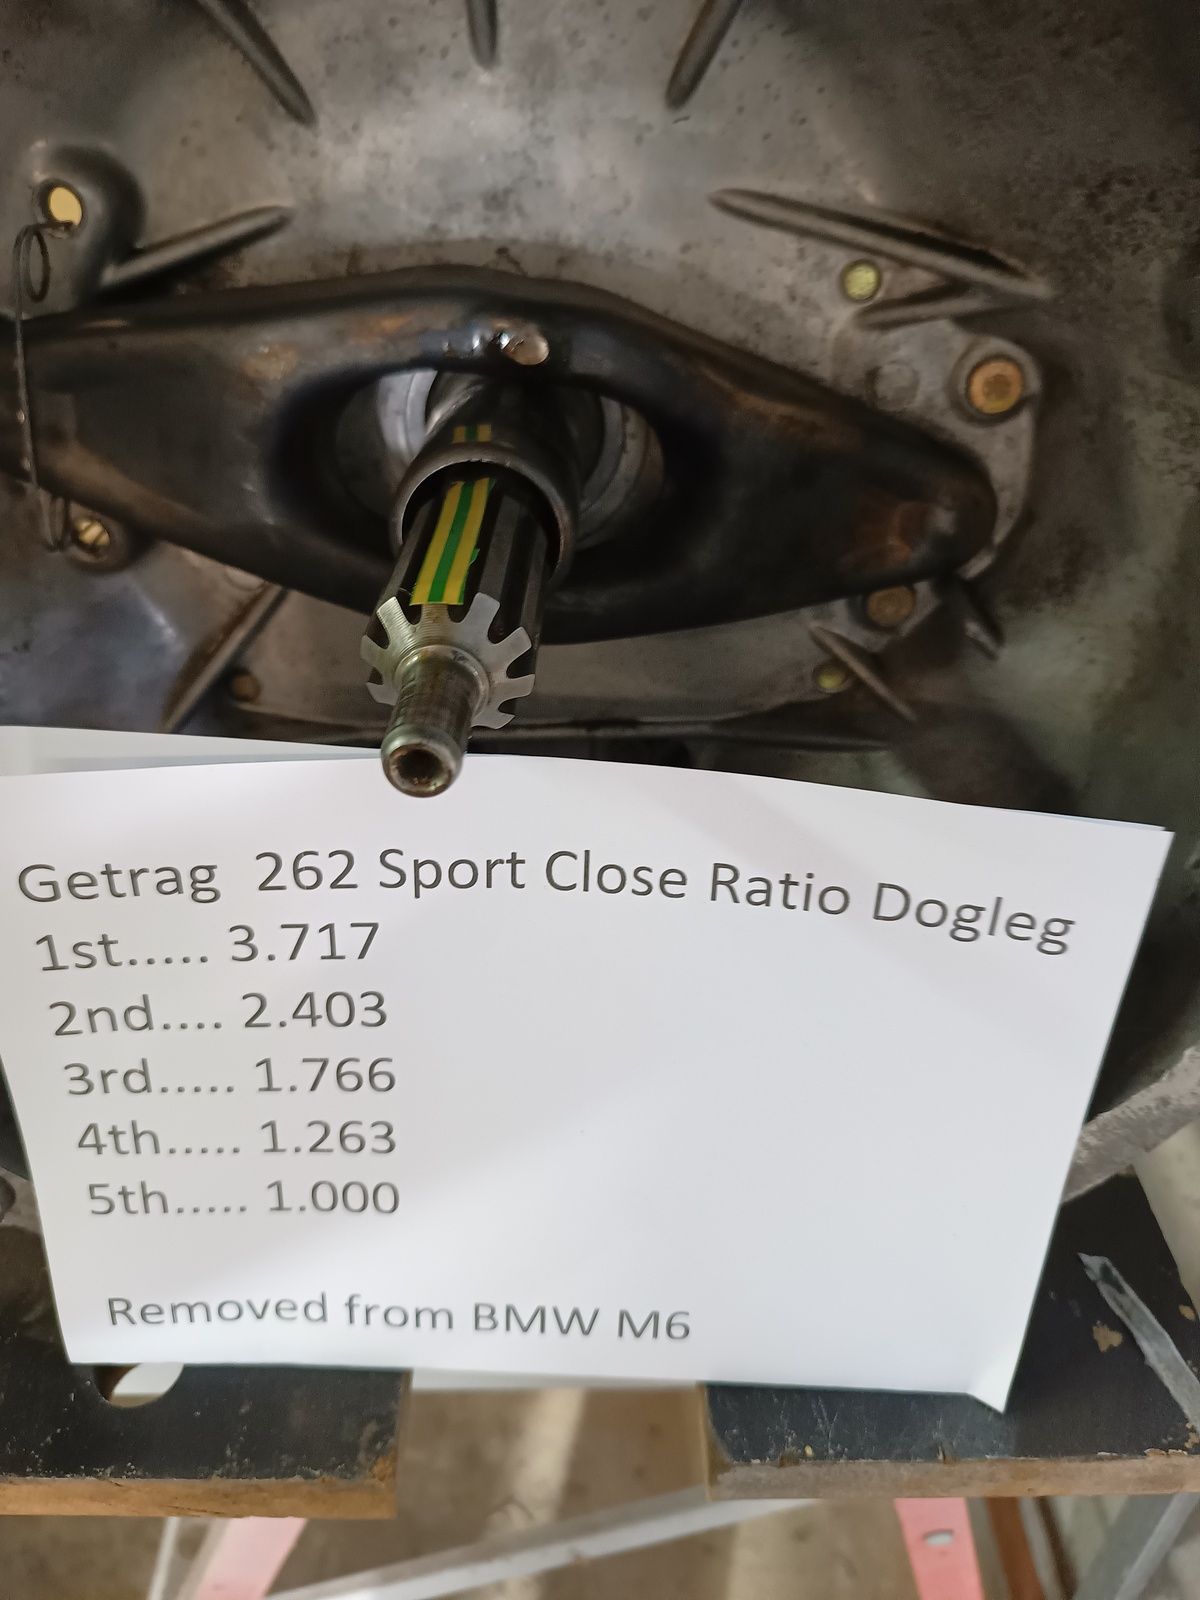 Getrag 262 Sport Close Ratio Dogleg
1st..... 3.717
2nd.... 2.403
3rd..... 1.766
4th..... 1.263
5th..... 1.000
Removed from BMW M6